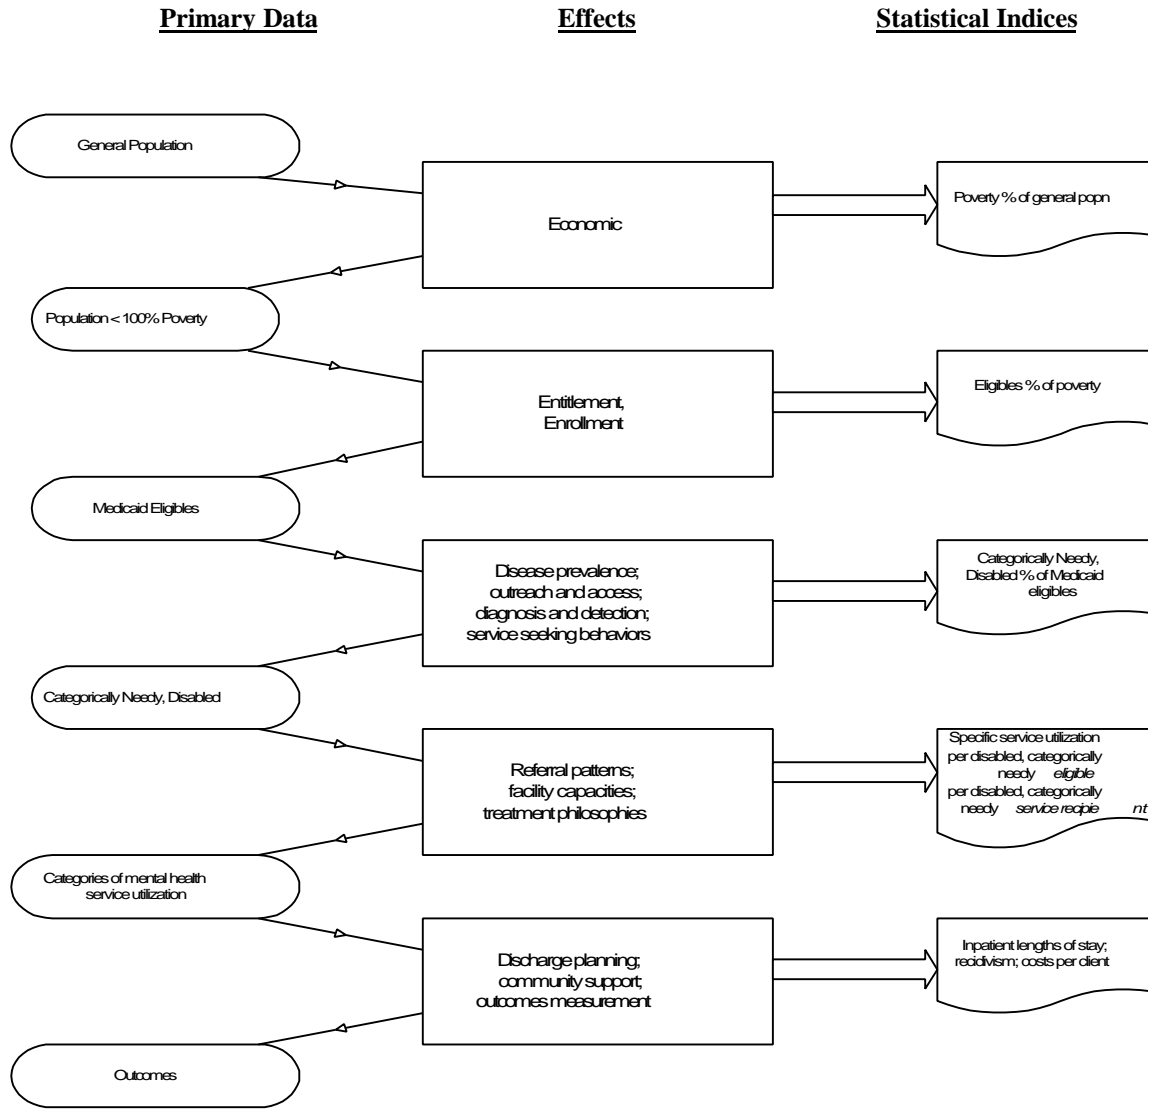 Primary Data
Effects
Statistical Indices
General Population
Economic
Poverty % of general popn
Population < 100% Poverty
Entitlement,
Enrollment
Eligibles % of poverty
Medicaid Eligibles
Disease prevalence;
outreach and access;
diagnosis and detection;
service seeking behaviors
Categorically Needy,
Disabled % of Medicaid
eligibles
Categorically Needy, Disabled
Referral patterns;
facility capacities;
treatment philosophies
Specific service utilization
per disabled, categorically
needy eligible
per disabled, categorically
needy service recipient
Categories of mental health
service utilization
Discharge planning;
community support;
outcomes measurement
Inpatient lengths of stay;
recidivism; costs per client
Outcomes